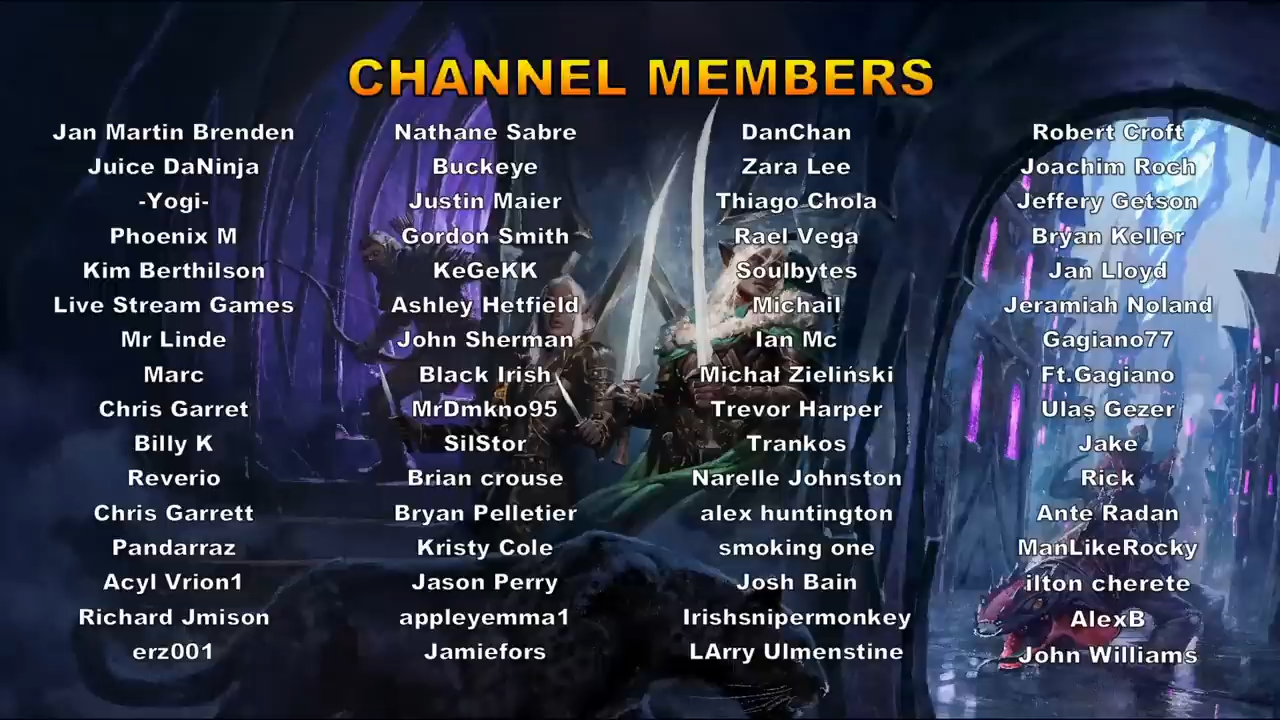 CHANNEL MEMBERS
Jan Martin Brenden
Juice DaNinja
-Yogi-
Phoenix M
Kim Berthilson
Live Stream Games
Mr Linde
Marc
Chris Garret
Billy K
Reverio
Chris Garrett
Pandarraz
Acyl Vrion1
Richard Jmison
erz001
Nathane Sabre
Buckeye
Justin Maier
Gordon Smith
KeGeKK
Ashley Hetfield
John Sherman
Black Irish
MrDmkno95
SilStor
Brian crouse
Bryan Pelletier
Kristy Cole
Jason Perry
appleyemma1
Jamiefors
DanChan
Zara Lee
Thiago Chola
Rael Vega
Soulbytes
Michail
Ian Mc
Michał Zieliński
Trevor Harper
Trankos
Narelle Johnston
alex huntington
smoking one
Josh Bain
Irishsnipermonkey
LArry Ulmenstine
Robert Croft
Joachim Roch
Jeffery Getson
Bryan Keller
Jan Lloyd
Jeramiah Noland
Gagiano77
Ft.Gagiano
Ulaş Gezer
Jake
Rick
Ante Radan
ManLikeRocky
ilton cherete
AlexB
John Williams